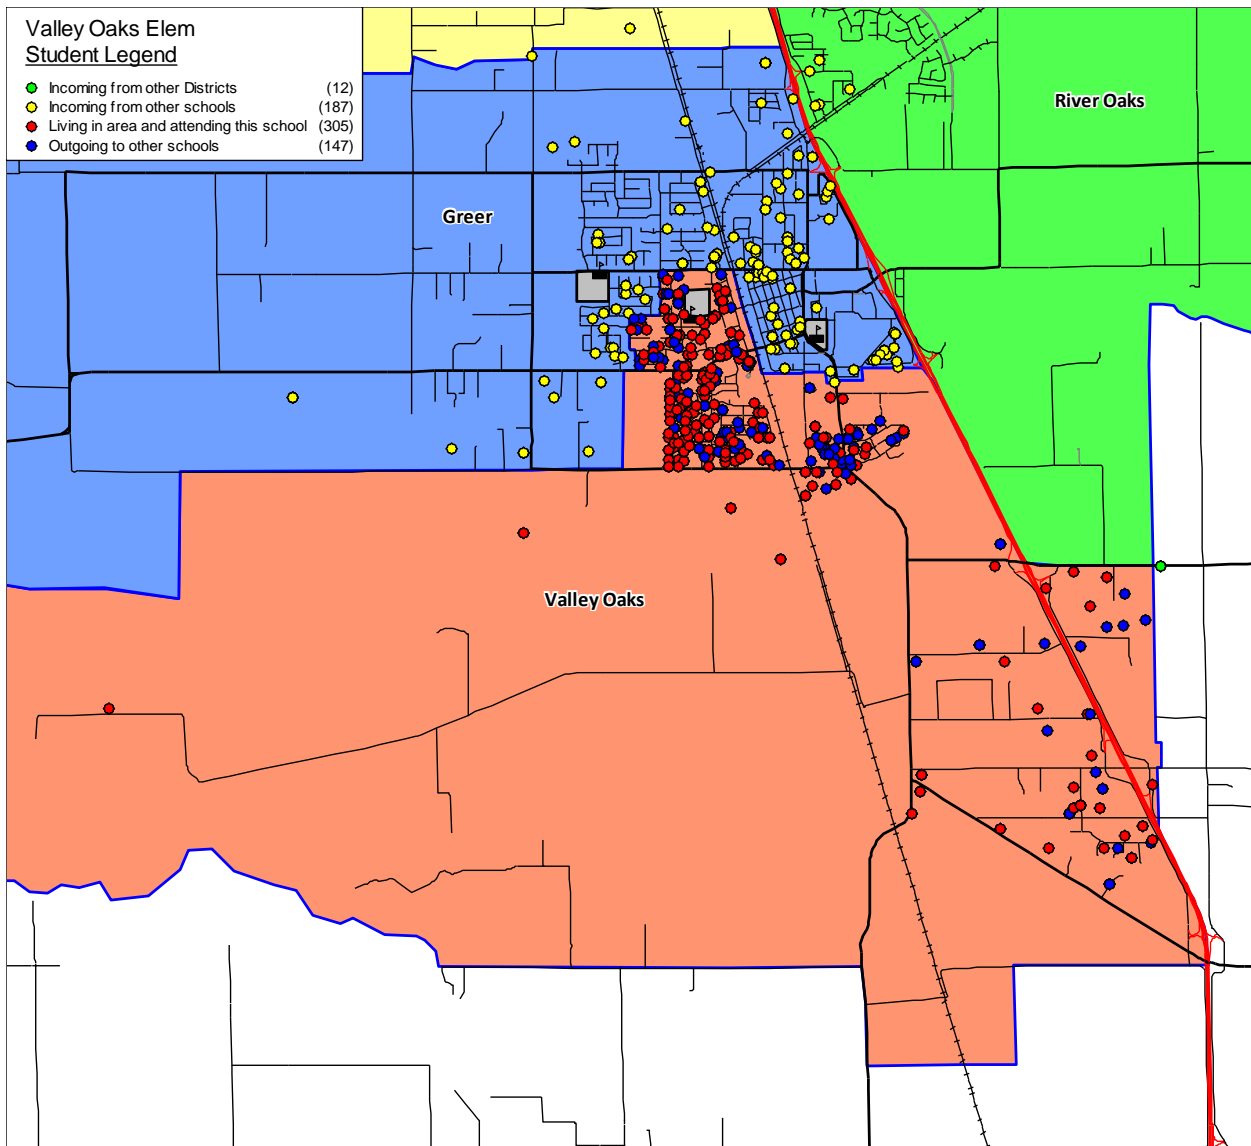 Valley Oaks Elem
Student Legend
Incoming from other Districts (12)
Incoming from other schools (187)
Living in area and attending this school (305)
Outgoing to other schools (147)
River Oaks
Greer
Valley Oaks